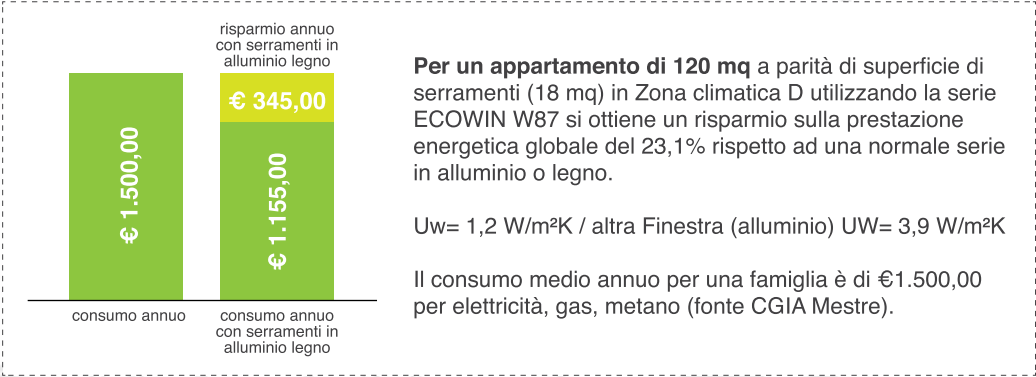 risparmio annuo
con serramenti in
alluminio legno
€ 345,00
€ 1.500,00
€ 1.155,00
consumo annuo
consumo annuo
con serramenti in
alluminio legno
Per un appartamento di 120 mq a parità di superficie di
serramenti (18 mq) in Zona climatica D utilizzando la serie
ECOWIN W87 si ottiene un risparmio sulla prestazione
energetica globale del 23,1% rispetto ad una normale serie
in alluminio o legno.
Uw= 1,2 W/m²K / altra Finestra (alluminio) UW= 3,9 W/m²K
Il consumo medio annuo per una famiglia è di €1.500,00
per elettricità, gas, metano (fonte CGIA Mestre).